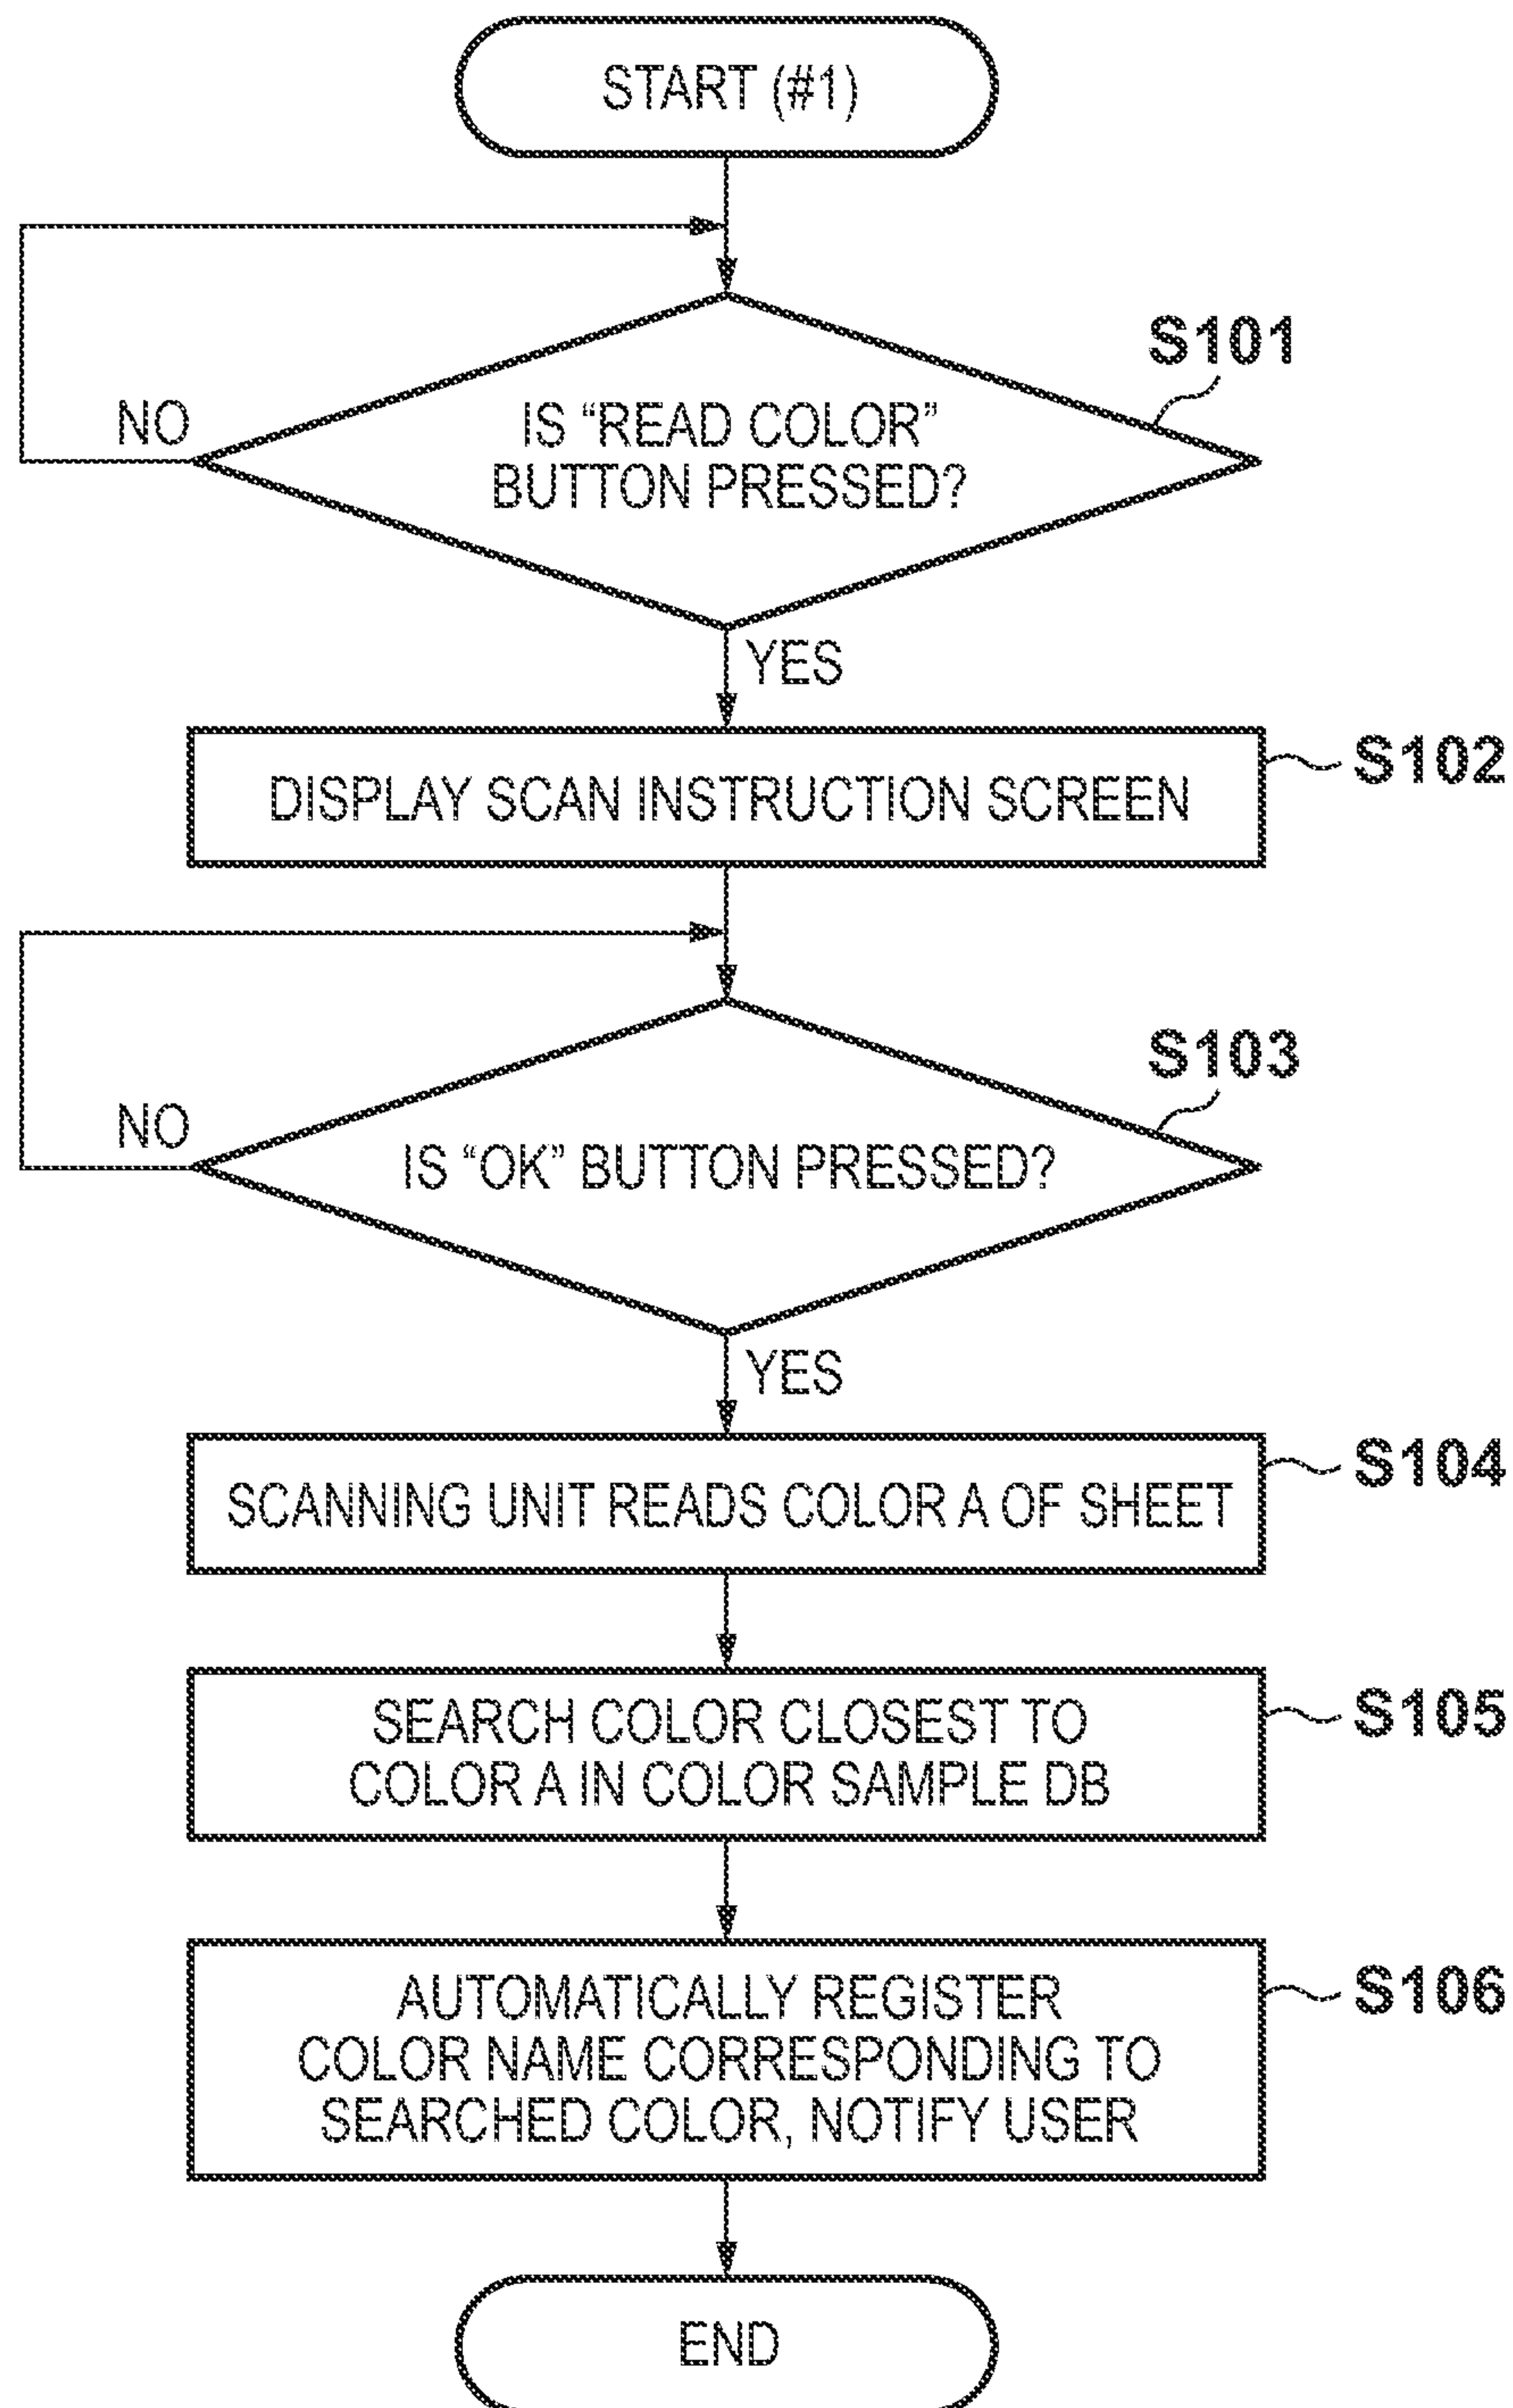 START (#1)
S101
NO
IS “READ COLOR”
BUTTON PRESSED?
YES
S102
DISPLAY SCAN INSTRUCTION SCREEN
S103
NO
IS “OK” BUTTON PRESSED?
YES
S104
SCANNING UNIT READS COLOR A OF SHEET
S105
SEARCH COLOR CLOSEST TO
COLOR A IN COLOR SAMPLE DB
S106
AUTOMATICALLY REGISTER
COLOR NAME CORRESPONDING TO
SEARCHED COLOR, NOTIFY USER
END